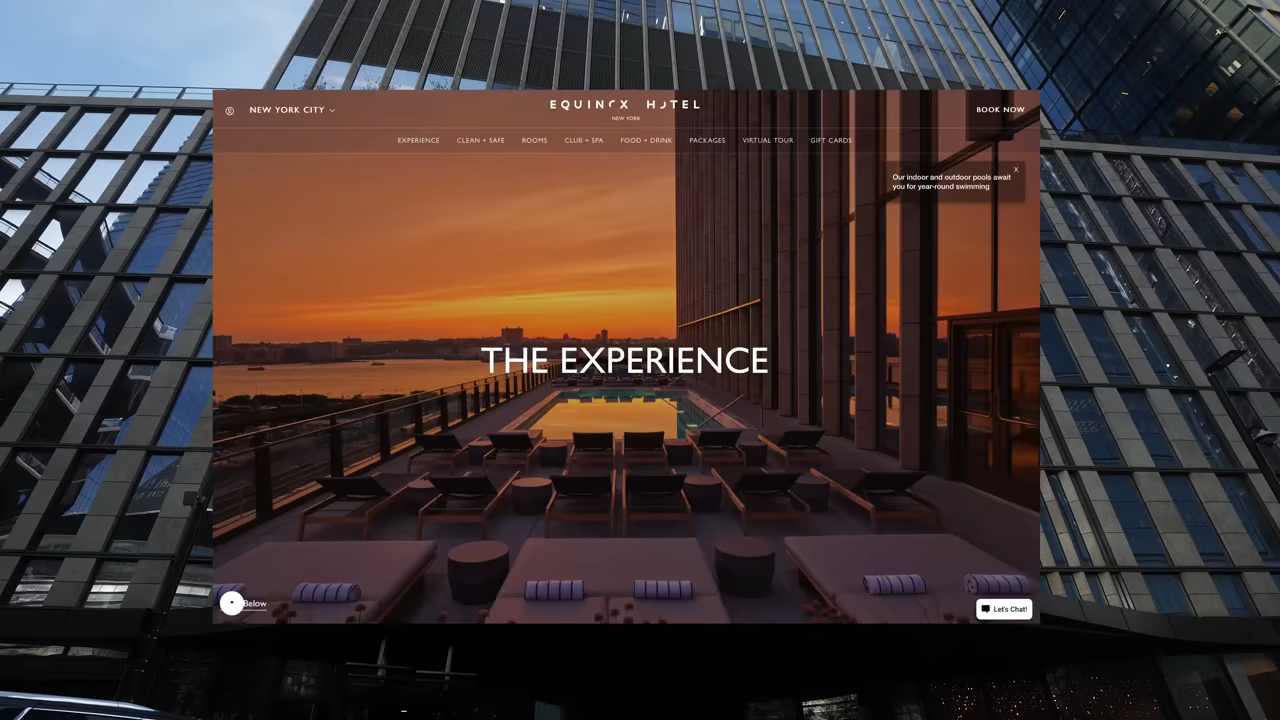 NEW YORK CITY
EQUINOX HOTEL
NEW YORK
BOOK NOW
EXPERIENCE CLEAN + SAFE ROOMS CLUB + SPA FOOD + DRINK PACKAGES VIRTUAL TOUR GIFT CARDS
X
Our indoor and outdoor pools await
you for year-round swimming
THE EXPERIENCE
Below
Let's Chat!